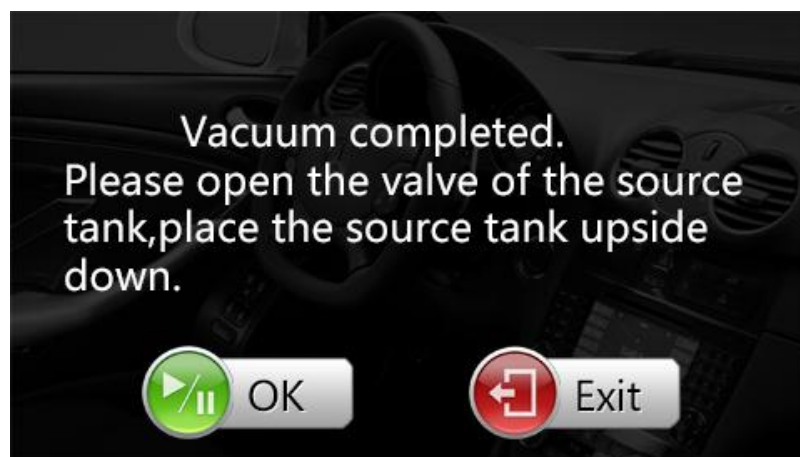 Vacuum completed.
Please open the valve of the source
tank,place the source tank upside
down.
OK
Exit